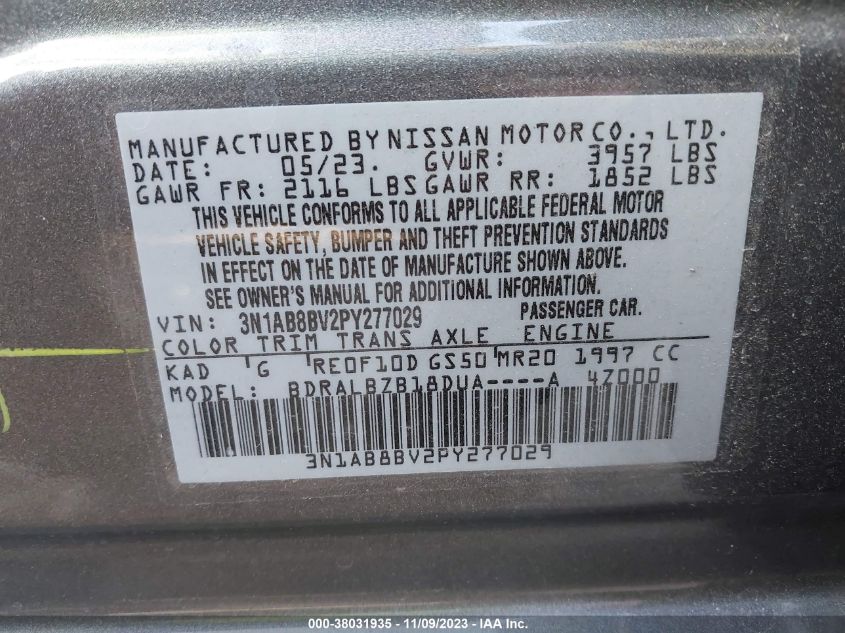 MANUFACTURED BY NISSAN MOTOR CO., LTD.
DATE: 05/23. GVWR: 3957 LBS
GAWR FR: 2116 LBS GAWR RR: 1852 LBS
THIS VEHICLE CONFORMS TO ALL APPLICABLE FEDERAL MOTOR
VEHICLE SAFETY, BUMPER AND THEFT PREVENTION STANDARDS
IN EFFECT ON THE DATE OF MANUFACTURE SHOWN ABOVE.
SEE OWNER'S MANUAL FOR ADDITIONAL INFORMATION.
VIN: 3N1AB8BV2PY277029 PASSENGER CAR.
COLOR TRIM TRANS AXLE ENGINE
KAD G RE0F10D GS50 MR20 1997 CC
MODEL: BDRALBZB18DUA----A 4Z000
3N1AB8BV2PY277029
000-38031935 - 11/09/2023 - IAA Inc.